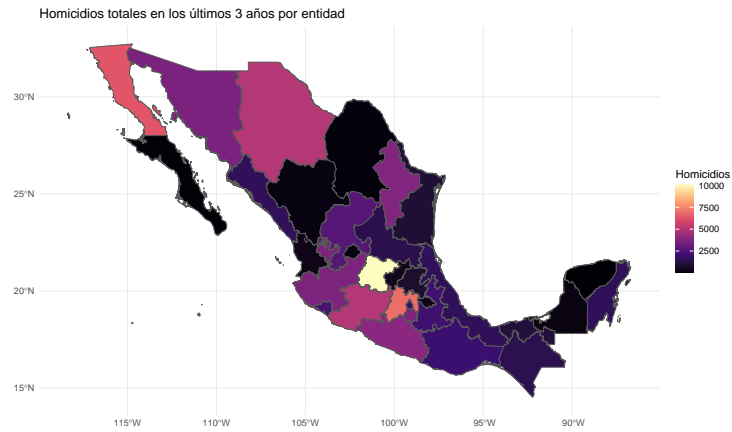 Homicidios totales en los últimos 3 años por entidad
30°N
25°N
20°N
15°N
115°W
110°W
105°W
100°W
95°W
90°W
Homicidios
10000
7500
5000
2500